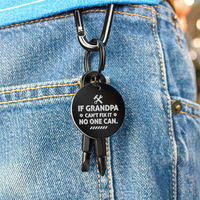 IF GRANDPA
CAN'T FIX IT
NO ONE CAN.